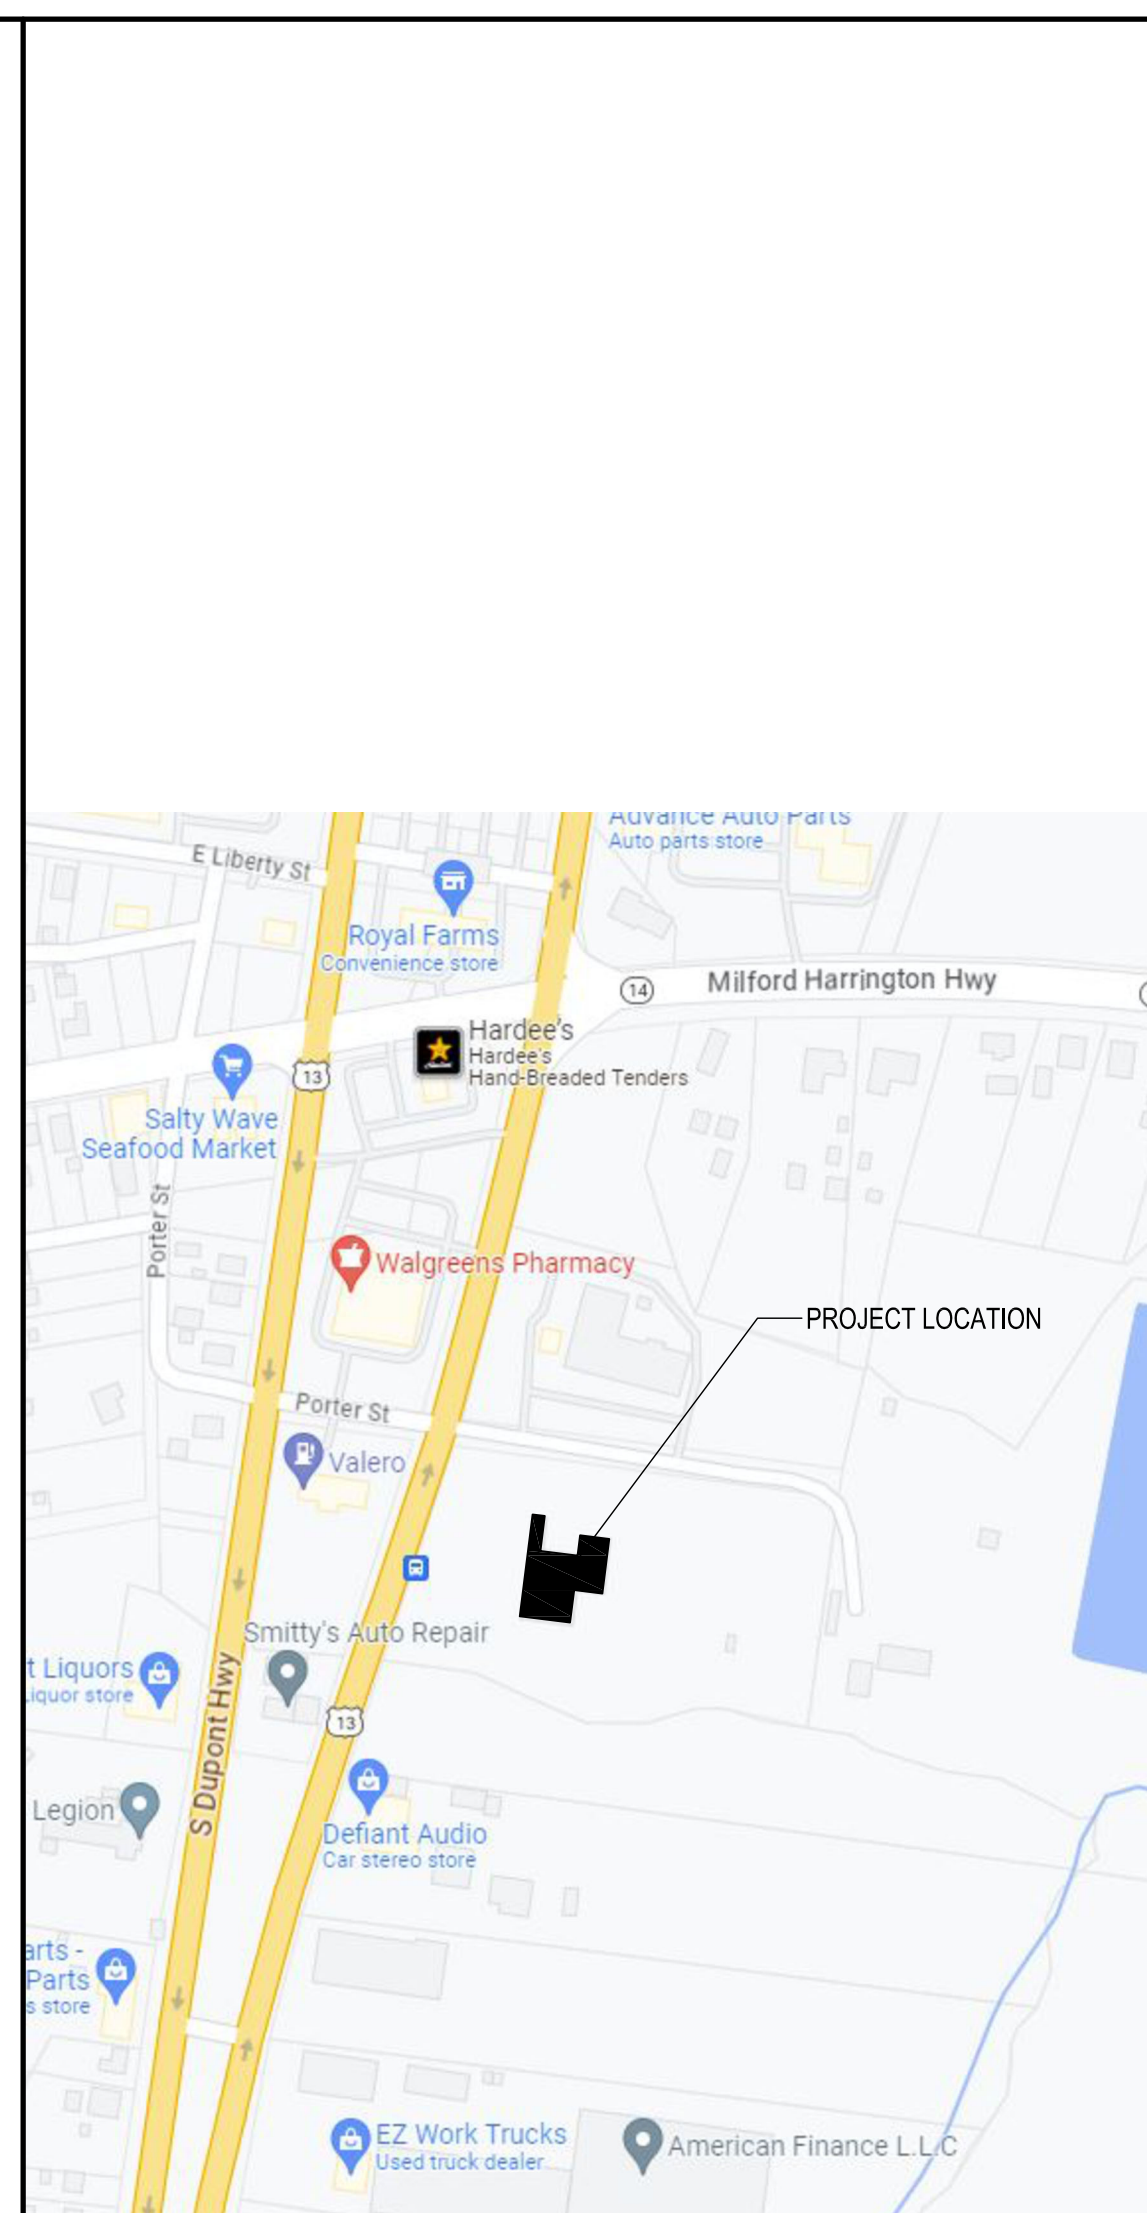 Advance Auto Parts
Auto parts store
E Liberty St
Royal Farms
Convenience store
14
Milford Harrington Hwy
Hardee's
Hardee's
Hand-Breaded Tenders
13
Salty Wave
Seafood Market
Porter St
Walgreens Pharmacy
PROJECT LOCATION
Porter St
Valero
Smitty's Auto Repair
t Liquors
Liquor store
S Dupont Hwy
13
Legion
Defiant Audio
Car stereo store
arts -
Parts
s store
EZ Work Trucks
Used truck dealer
American Finance L.L.C